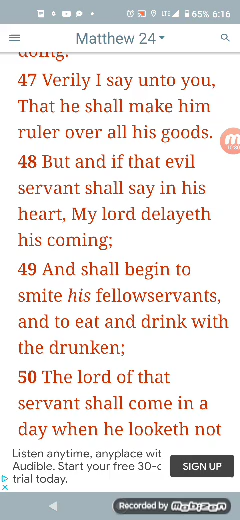 65% 6:16
Matthew 24
doing.
47 Verily I say unto you,
That he shall make him
ruler over all his goods.
48 But and if that evil
servant shall say in his
heart, My lord delayeth
his coming;
49 And shall begin to
smite his fellowservants,
and to eat and drink with
the drunken;
50 The lord of that
servant shall come in a
day when he looketh not
Listen anytime, anyplace wit
Audible. Start your free 30-c
trial today.
SIGN UP
Recorded by mobizen